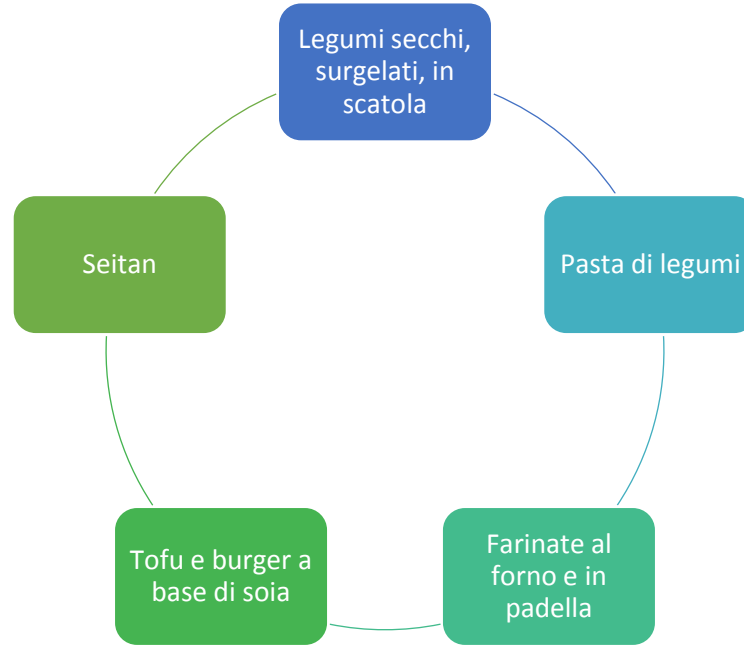 Legumi secchi,
surgelati, in
scatola
Pasta di legumi
Farinate al
forno e in
padella
Tofu e burger a
base di soia
Seitan